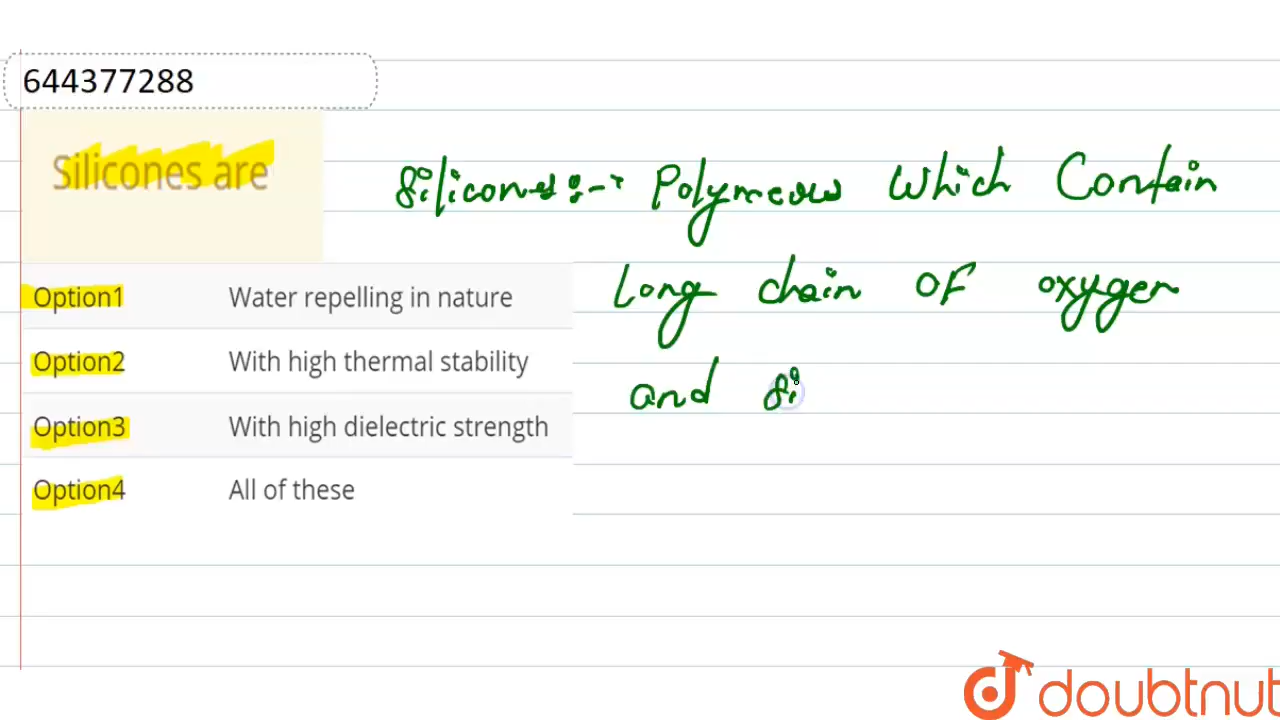 644377288
Silicones are
Silicones:→ Polymers which Contain
Long chain OF oxygen
and Si
Option1 Water repelling in nature
Option2 With high thermal stability
Option3 With high dielectric strength
Option4 All of these
doubtnut